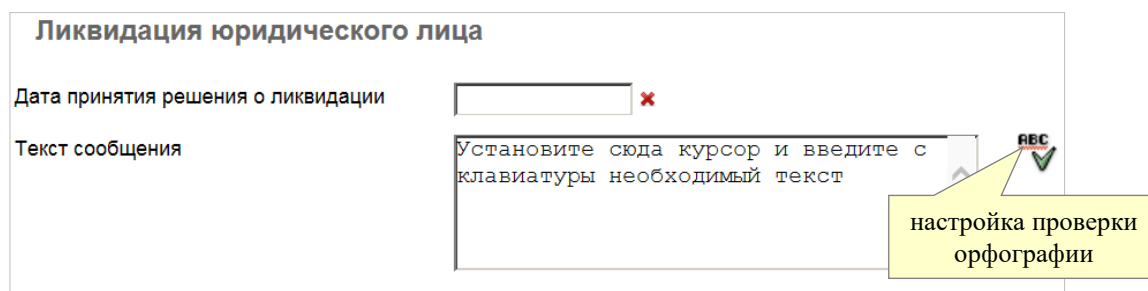 Ликвидация юридического лица
Дата принятия решения о ликвидации
Текст сообщения
Установите сюда курсор и введите с
клавиатуры необходимый текст
ABC
настройка проверки
орфографии